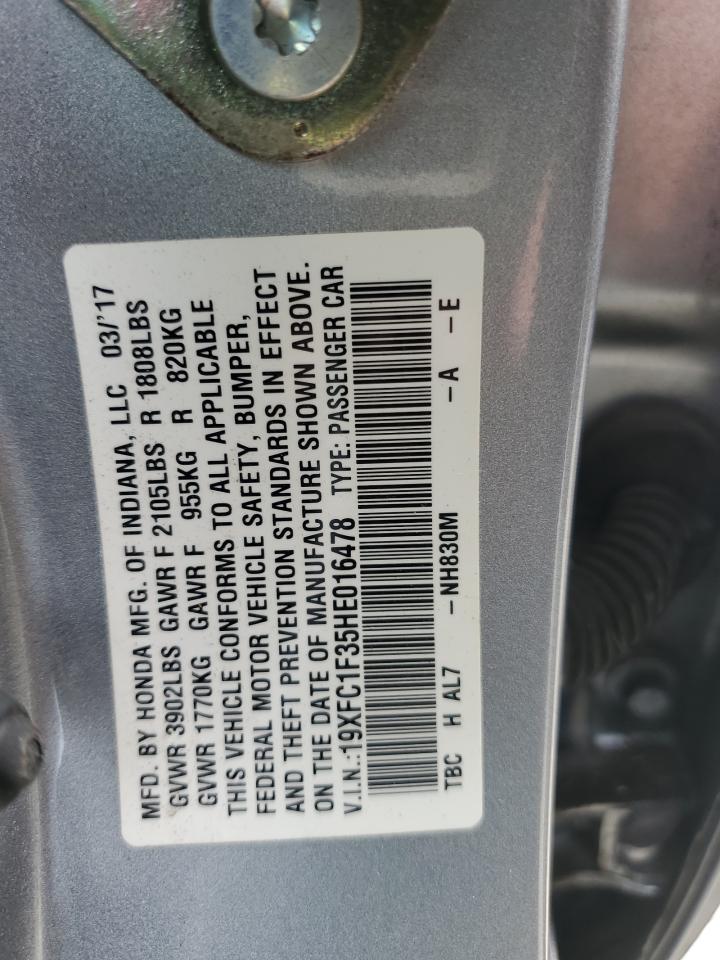 MFD. BY HONDA MFG. OF INDIANA, LLC 03/'17
GVWR 3902LBS GAWR F 2105LBS R 1808LBS
GVWR 1770KG GAWR F 955KG R 820KG
THIS VEHICLE CONFORMS TO ALL APPLICABLE
FEDERAL MOTOR VEHICLE SAFETY, BUMPER,
AND THEFT PREVENTION STANDARDS IN EFFECT
ON THE DATE OF MANUFACTURE SHOWN ABOVE.
V.I.N.:19XFC1F35HE016478 TYPE: PASSENGER CAR
TBC H AL7 -NH830M -A -E